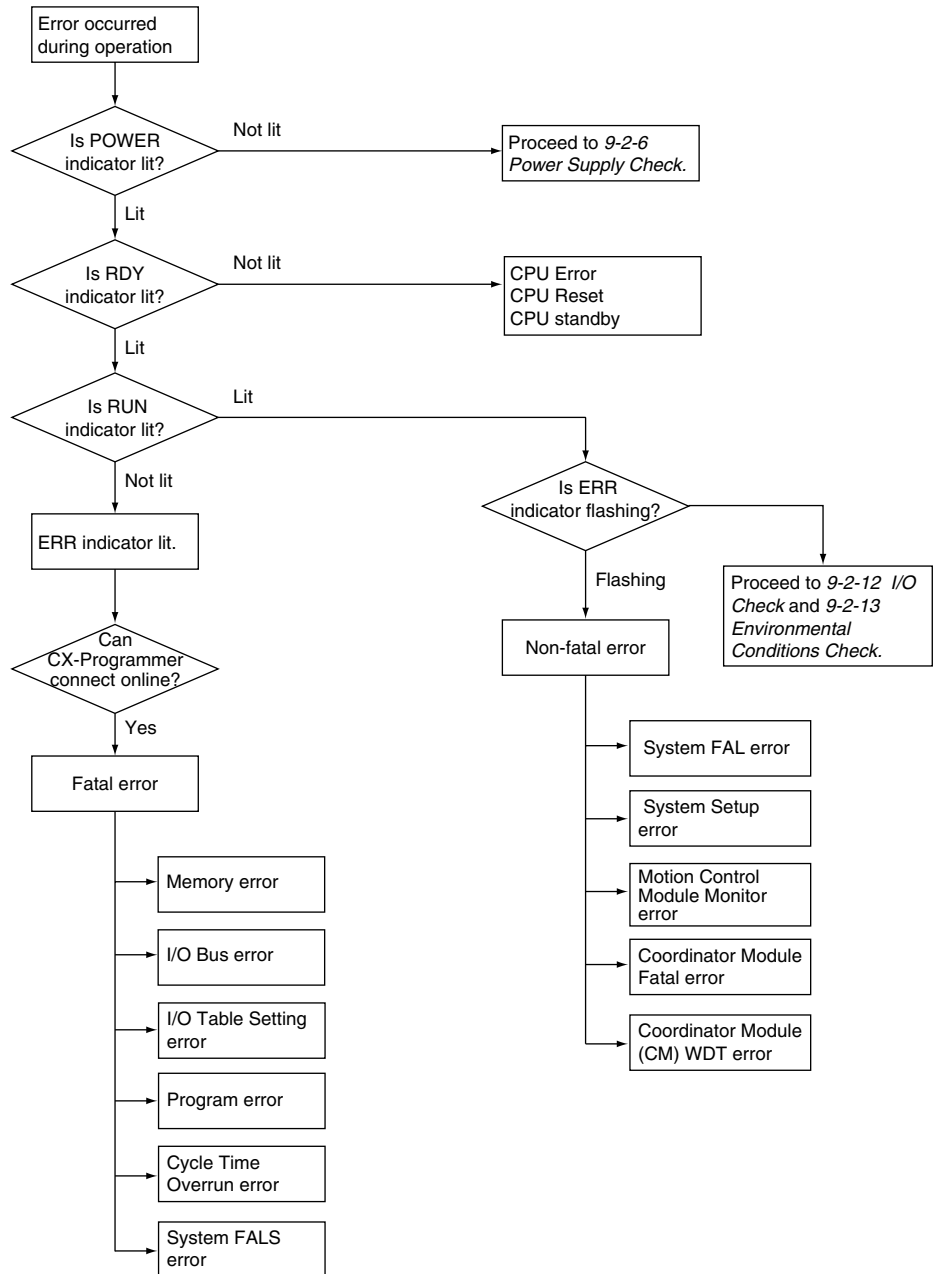 Error occurred
during operation
Is POWER
indicator lit?
Not lit
Proceed to 9-2-6
Power Supply Check.
Lit
Is RDY
indicator lit?
Not lit
CPU Error
CPU Reset
CPU standby
Lit
Is RUN
indicator lit?
Lit
Not lit
Is ERR
indicator flashing?
ERR indicator lit.
Flashing
Proceed to 9-2-12 I/O
Check and 9-2-13
Environmental
Conditions Check.
Can
CX-Programmer
connect online?
Non-fatal error
Yes
Fatal error
System FAL error
System Setup
error
Motion Control
Module Monitor
error
Coordinator Module
Fatal error
Coordinator Module
(CM) WDT error
Memory error
I/O Bus error
I/O Table Setting
error
Program error
Cycle Time
Overrun error
System FALS
error